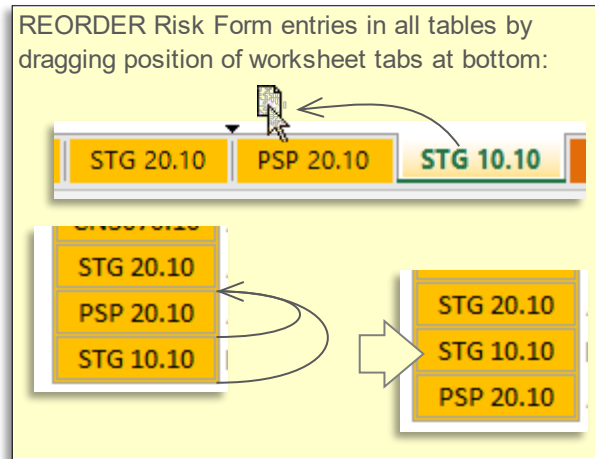 REORDER Risk Form entries in all tables by
dragging position of worksheet tabs at bottom:
STG 20.10 PSP 20.10 STG 10.10
STG 20.10
PSP 20.10
STG 10.10
STG 20.10
STG 10.10
PSP 20.10